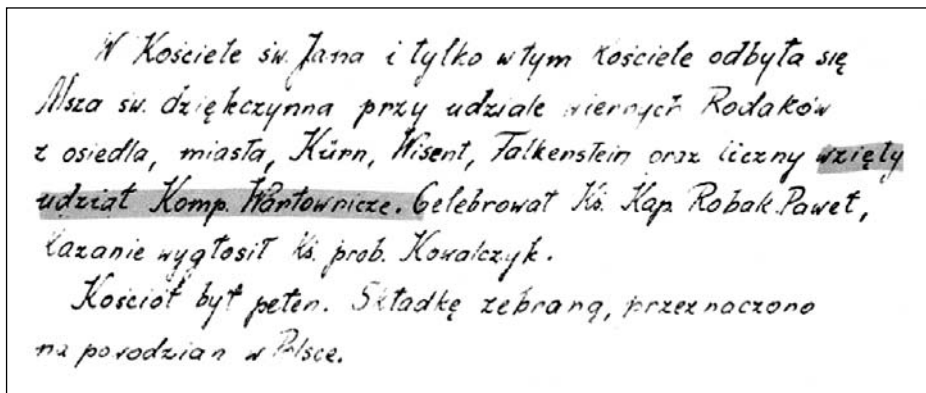 W Kościele św. Jana i tylko w tym kościele odbyła się
Msza św. dziękczynna przy udziale wiernych Rodaków
z osiedla, miasta, Kürn, Wisent, Falkenstein oraz liczny wzięły
udział Komp. Wartownicze. Celebrował Ks. Kap. Robak Paweł,
kazanie wygłosił Ks. prob. Kowalczyk.
Kościół był pełen. Składkę zebraną, przeznaczono
na powodzian w Polsce.